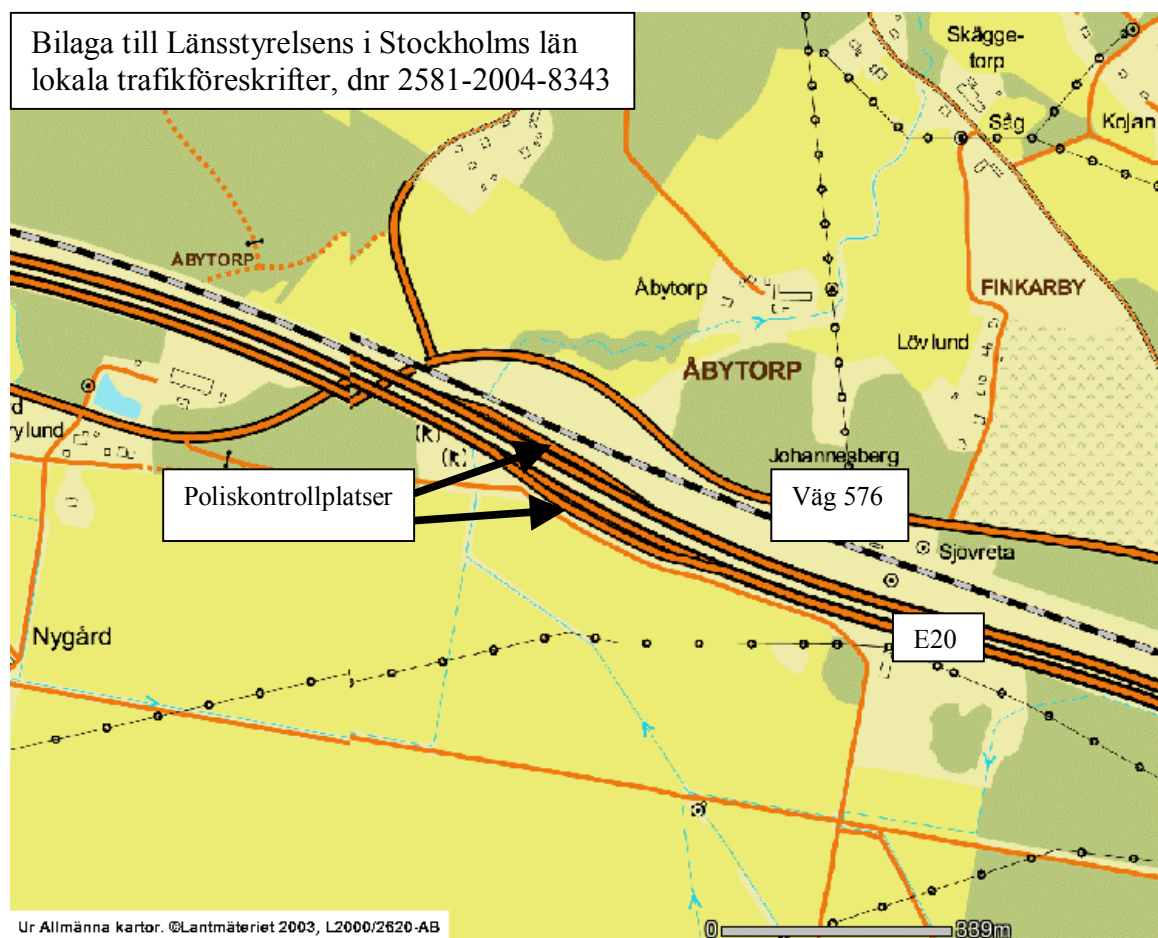 Bilaga till Länsstyrelsens i Stockholms län
lokala trafikföreskrifter, dnr 2581-2004-8343
Skägge-
torp
Såg
Kojan
ÅBYTORP
Åbytorp
FINKARBY
Lövlund
ÅBYTORP
rylund
(R)
(R)
Johannesberg
Poliskontrollplatser
Väg 576
Sjövreta
Nygård
E20
Ur Allmänna kartor. ©Lantmäteriet 2003, L2000/2620-AB
0 339m